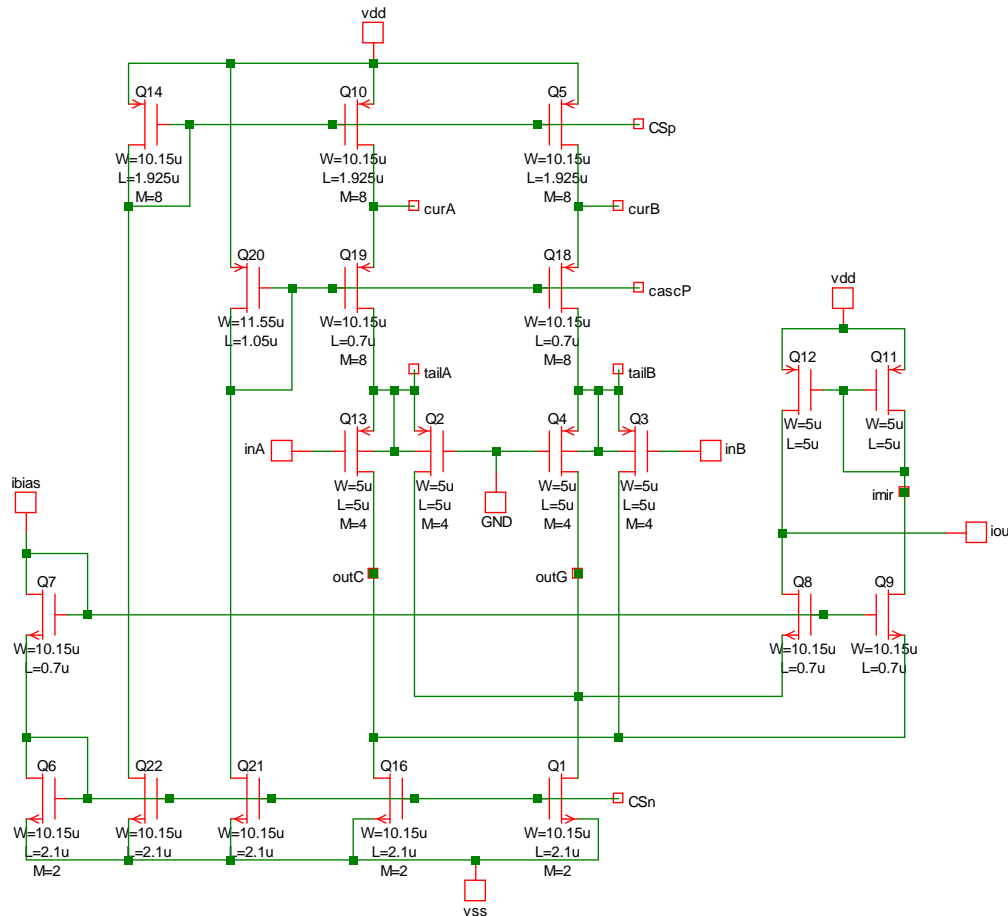 vdd
Q14
Q10
Q5
CSp
W=10.15u
L=1.925u
M=8
W=10.15u
L=1.925u
M=8
W=10.15u
L=1.925u
M=8
curA
curB
Q20
Q19
Q18
cascP
W=11.55u
L=1.05u
W=10.15u
L=0.7u
M=8
W=10.15u
L=0.7u
M=8
vdd
Q12
Q11
W=5u
L=5u
W=5u
L=5u
tailA
tailB
Q13
Q2
Q4
Q3
inA
inB
W=5u
L=5u
M=4
W=5u
L=5u
M=4
W=5u
L=5u
M=4
W=5u
L=5u
M=4
GND
imir
ibias
iou
outC
outG
Q7
W=10.15u
L=0.7u
Q8
Q9
W=10.15u
L=0.7u
W=10.15u
L=0.7u
Q6
Q22
Q21
Q16
Q1
CSn
W=10.15u
L=2.1u
M=2
W=10.15u
L=2.1u
W=10.15u
L=2.1u
W=10.15u
L=2.1u
M=2
W=10.15u
L=2.1u
M=2
vss